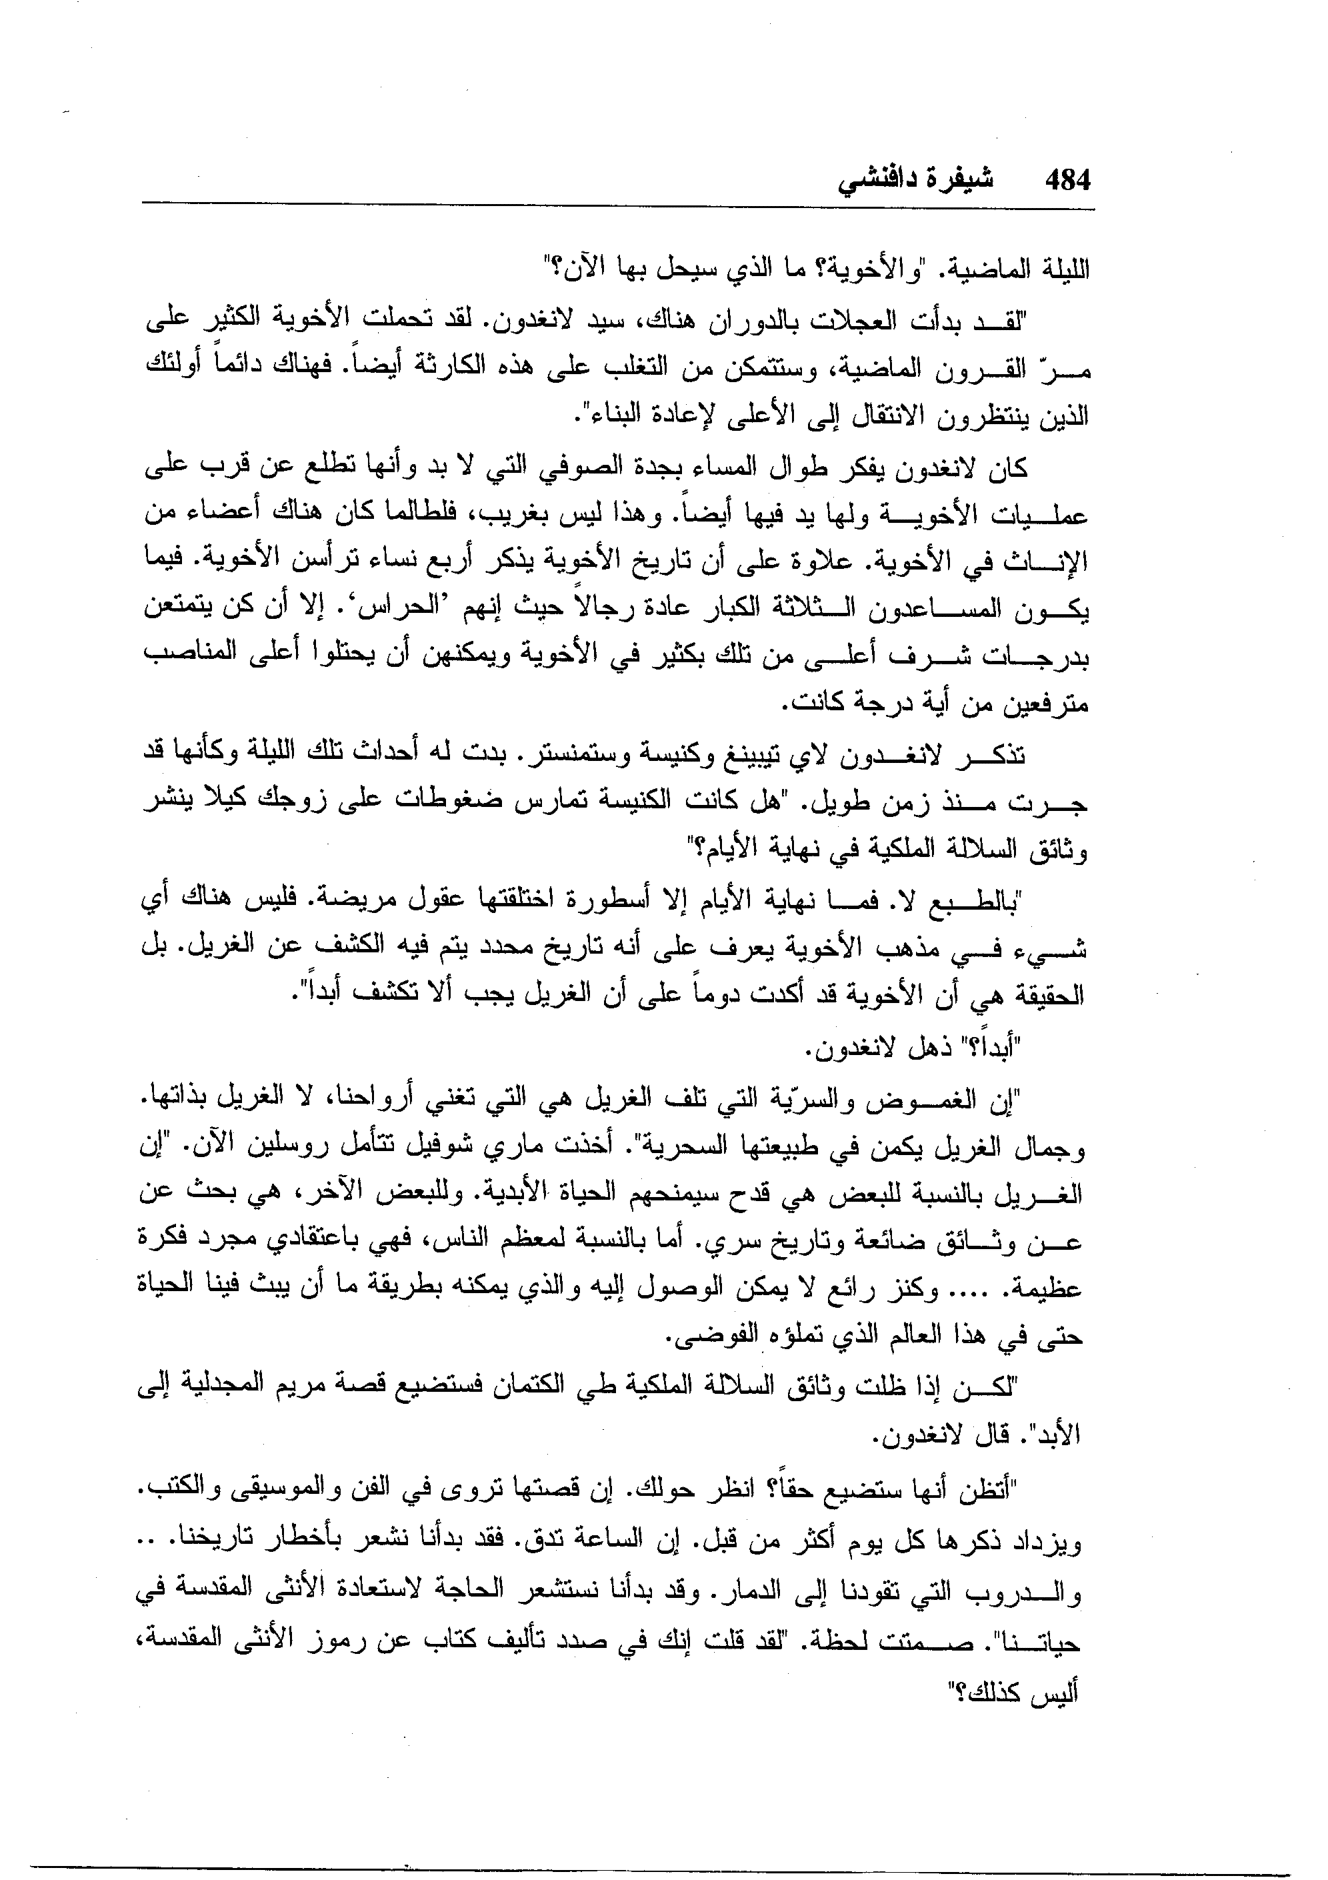 484 شيفرة دافنشي
الليلة الماضية. "والأخوية؟ ما الذي سيحل بها الآن؟"
"لقد بدأت العجلات بالدوران هناك، سيد لانغدون. لقد تحملت الأخوية الكثير على
مرّ القرون الماضية، وستتمكن من التغلب على هذه الكارثة أيضاً. فهناك دائماً أولئك
الذين ينتظرون الانتقال إلى الأعلى لإعادة البناء".
كان لانغدون يفكر طوال المساء بجدة الصوفي التي لا بد وأنها تطلع عن قرب على
عمليات الأخوية ولها يد فيها أيضاً. وهذا ليس بغريب، فلطالما كان هناك أعضاء من
الإناث في الأخوية. علاوة على أن تاريخ الأخوية يذكر أربع نساء ترأسن الأخوية. فيما
يكون المساعدون الثلاثة الكبار عادة رجالاً حيث إنهم ’الحراس‘. إلا أن كن يتمتعن
بدرجات شرف أعلى من تلك بكثير في الأخوية ويمكنهن أن يحتلوا أعلى المناصب
مترفعين من أية درجة كانت.
تذكر لانغدون لاي تيبينغ وكنيسة وستمنستر. بدت له أحداث تلك الليلة وكأنها قد
جرت منذ زمن طويل. "هل كانت الكنيسة تمارس ضغوطات على زوجك كيلا ينشر
وثائق السلالة الملكية في نهاية الأيام؟"
"بالطبع لا. فما نهاية الأيام إلا أسطورة اختلقتها عقول مريضة. فليس هناك أي
شيء في مذهب الأخوية يعرف على أنه تاريخ محدد يتم فيه الكشف عن الغريل. بل
الحقيقة هي أن الأخوية قد أكدت دوماً على أن الغريل يجب ألا تكشف أبداً".
"أبداً؟" ذهل لانغدون.
"إن الغموض والسرّية التي تلف الغريل هي التي تغني أرواحنا، لا الغريل بذاتها.
وجمال الغريل يكمن في طبيعتها السحرية". أخذت ماري شوفيل تتأمل روسلين الآن. "إن
الغريل بالنسبة للبعض هي قدح سيمنحهم الحياة الأبدية. وللبعض الآخر، هي بحث عن
عن وثائق ضائعة وتاريخ سري. أما بالنسبة لمعظم الناس، فهي باعتقادي مجرد فكرة
عظيمة. .... وكنز رائع لا يمكن الوصول إليه والذي يمكنه بطريقة ما أن يبث فينا الحياة
حتى في هذا العالم الذي تملؤه الفوضى.
"لكن إذا ظلت وثائق السلالة الملكية طي الكتمان فستضيع قصة مريم المجدلية إلى
الأبد". قال لانغدون.
"أتظن أنها ستضيع حقاً؟ انظر حولك. إن قصتها تروى في الفن والموسيقى والكتب.
ويزداد ذكرها كل يوم أكثر من قبل. إن الساعة تدق. فقد بدأنا نشعر بأخطار تاريخنا. ..
والدروب التي تقودنا إلى الدمار. وقد بدأنا نستشعر الحاجة لاستعادة الأنثى المقدسة في
حياتنا". صمتت لحظة. "لقد قلت إنك في صدد تأليف كتاب عن رموز الأنثى المقدسة،
أليس كذلك؟"